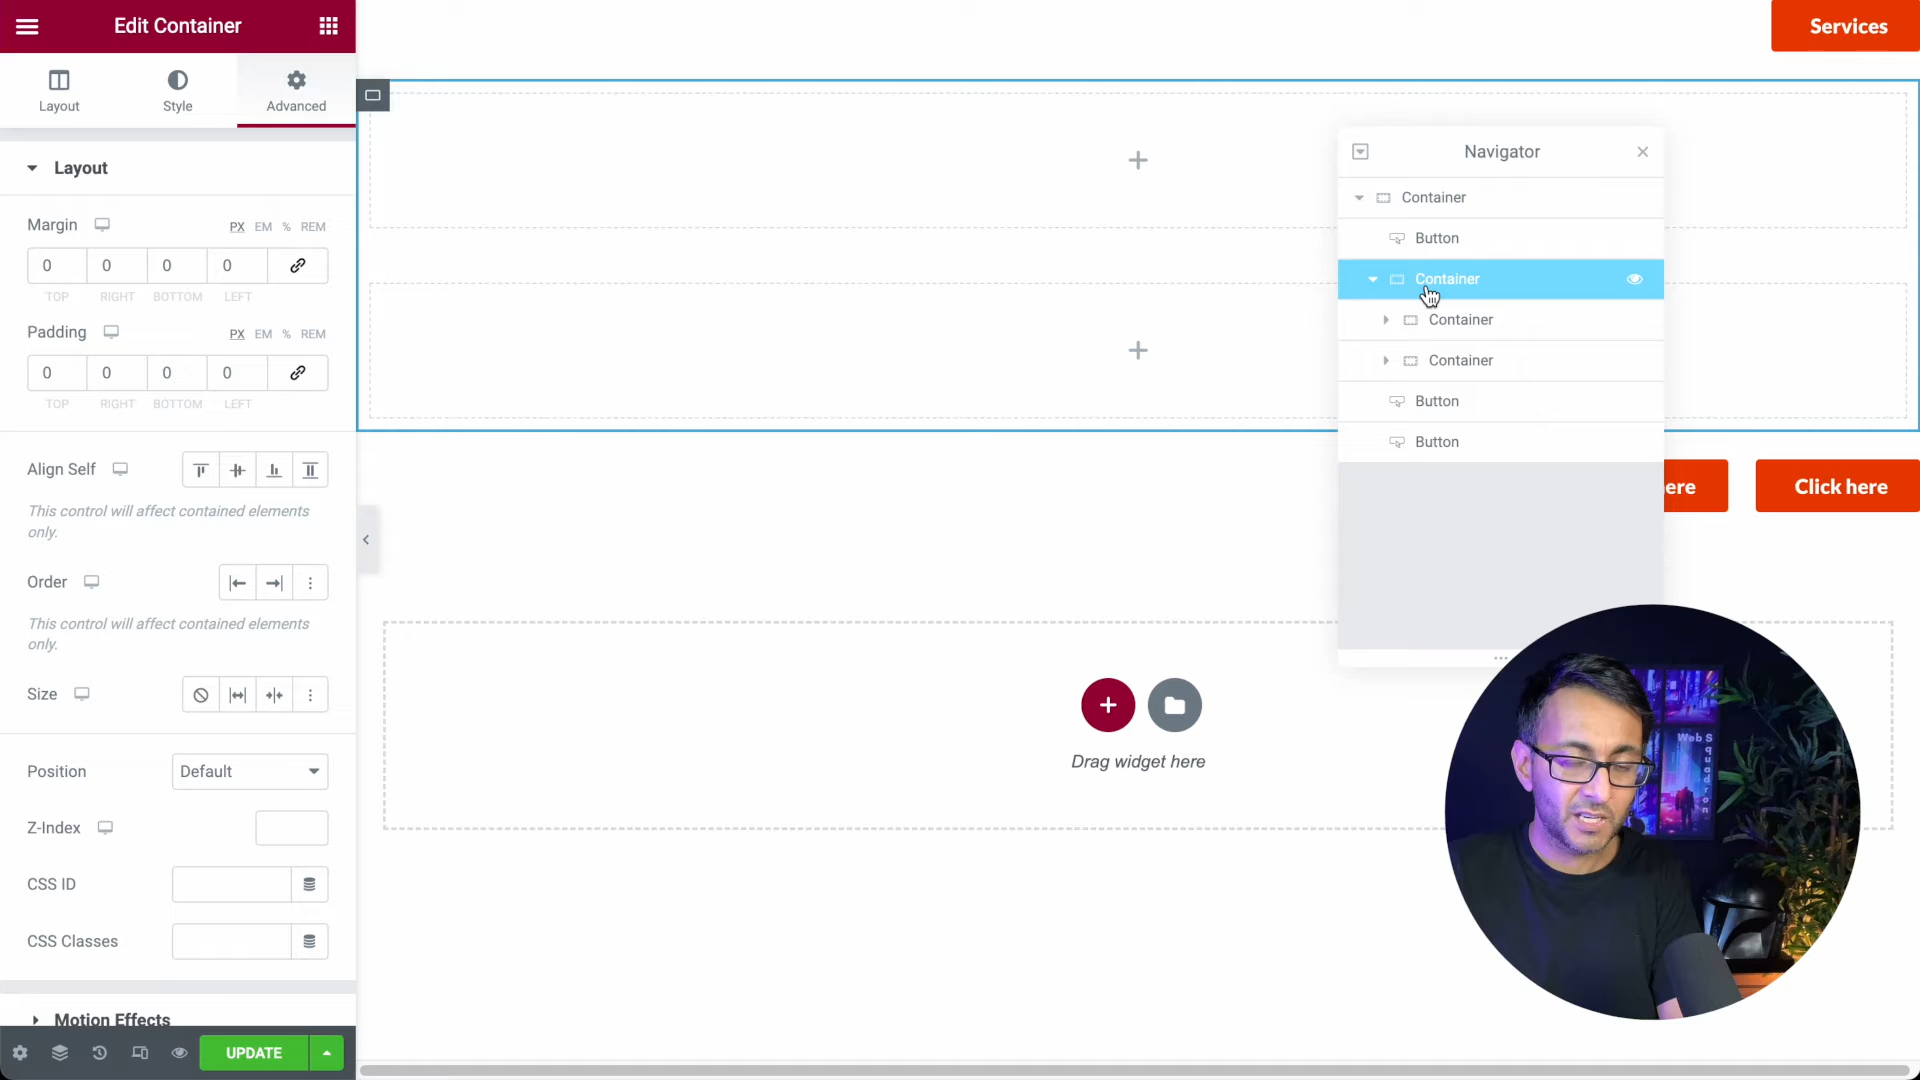 Edit Container
Services
Layout
Style
Advanced
Layout
Margin
PX EM % REM
0 0 0 0
TOP RIGHT BOTTOM LEFT
Padding
PX EM % REM
0 0 0 0
TOP RIGHT BOTTOM LEFT
Align Self
This control will affect contained elements
only.
Order
This control will affect contained elements
only.
Size
Position
Default
Z-Index
CSS ID
CSS Classes
Motion Effects
UPDATE
Navigator
Container
Button
Container
Container
Container
Button
Button
ere
Click here
Drag widget here
Web S
quadron